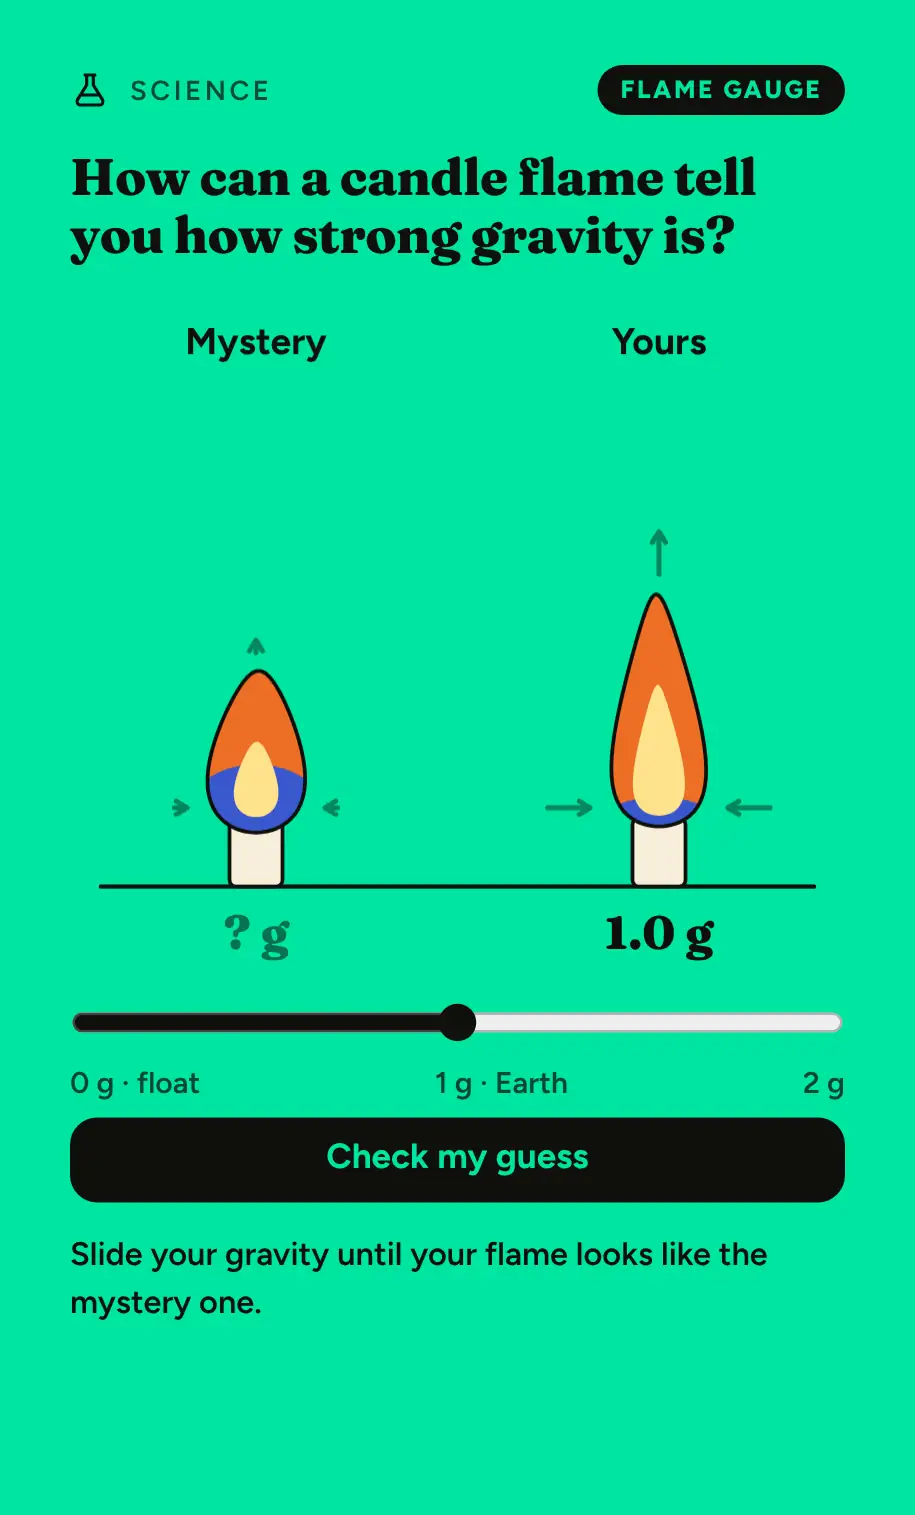 SCIENCE
FLAME GAUGE
How can a candle flame tell
you how strong gravity is?
Mystery
Yours
? g
1.0 g
0 g · float
1 g · Earth
2 g
Check my guess
Slide your gravity until your flame looks like the
mystery one.